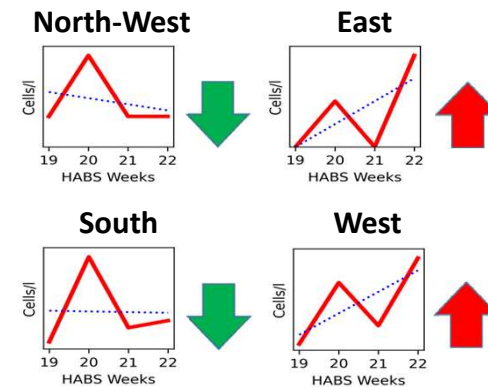 North-West
East
Cells/l
19 20 21 22
HABS Weeks
Cells/l
19 20 21 22
HABS Weeks
South
West
Cells/l
19 20 21 22
HABS Weeks
Cells/l
19 20 21 22
HABS Weeks